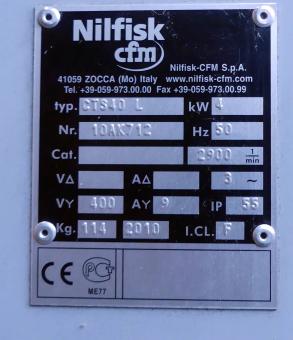 Nilfisk
cfm
Nilfisk-CFM S.p.A.
41059 ZOCCA (Mo) Italy www.nilfisk-cfm.com
Tel. +39-059-973.00.00 Fax +39-059-973.00.99
typ. CTS40 L kW 4
Nr. 10AK712 Hz 50
Cat. 2900 1/min
V∆ A∆ 3 ~
VY 400 AY 9 IP 55
Kg. 114 2010 I.CL. F
CE PCT
ME77